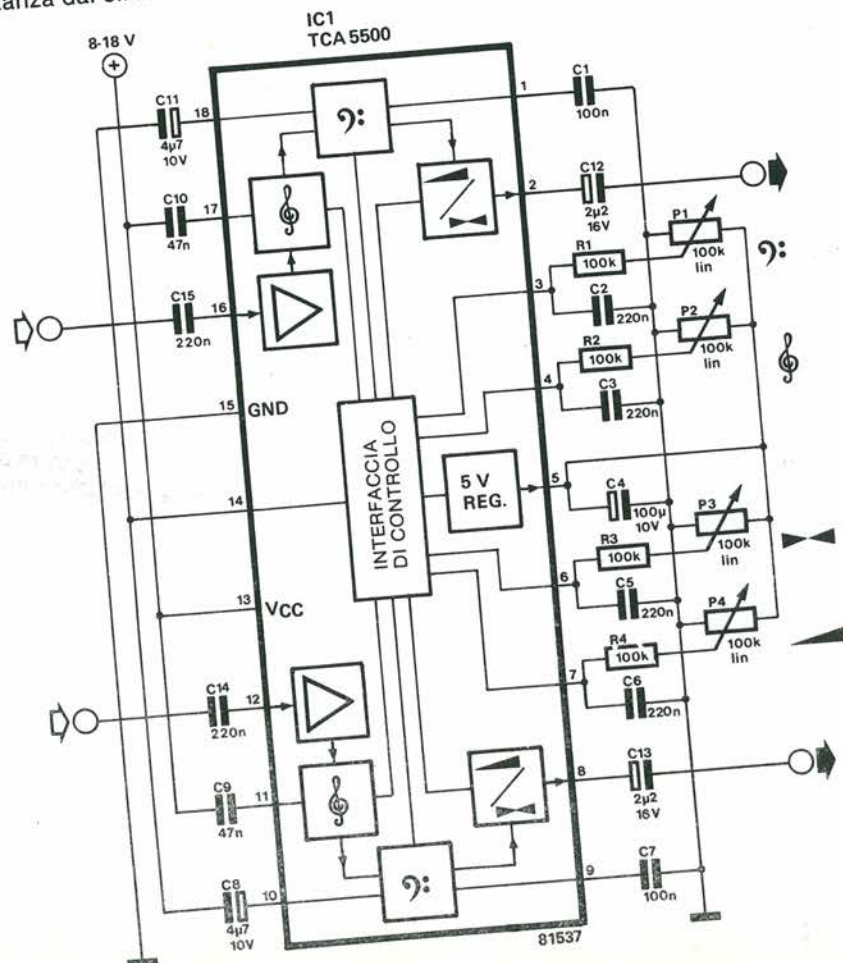 IC1
TCA 5500
8-18 V
+
C11
4µ7
10V
18
1
C1
100n
C10
47n
17
2
C12
2µ2
16V
P1
100k
lin
R1
100k
3
C2
220n
C15
220n
16
P2
100k
lin
R2
100k
4
C3
220n
15
GND
INTERFACCIA
DI CONTROLLO
5 V
REG.
5
C4
100µ
10V
14
P3
100k
lin
R3
100k
6
C5
220n
13
VCC
P4
100k
lin
R4
100k
7
C6
220n
C14
220n
12
8
C13
2µ2
16V
C9
47n
11
9
C7
100n
C8
4µ7
10V
10
81537